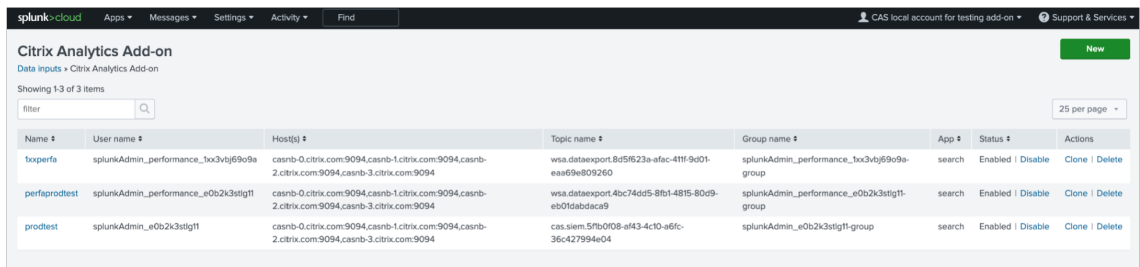 splunk>cloud Apps Messages Settings Activity Find CAS local account for testing add-on Support & Services
Citrix Analytics Add-on
New
Data inputs » Citrix Analytics Add-on
Showing 1-3 of 3 items
filter
25 per page
Name User name Host(s) Topic name Group name App Status Actions
1xxperfa splunkAdmin_performance_1xx3vbj69o9a casnb-0.citrix.com:9094,casnb-1.citrix.com:9094,casnb- wsa.dataexport.8d5f623a-afac-411f-9d01- splunkAdmin_performance_1xx3vbj69o9a- search Enabled | Disable Clone | Delete
2.citrix.com:9094,casnb-3.citrix.com:9094 eaa69e809260 group
perfaprodtest splunkAdmin_performance_e0b2k3stlg11 casnb-0.citrix.com:9094,casnb-1.citrix.com:9094,casnb- wsa.dataexport.4bc74dd5-8fb1-4815-80d9- splunkAdmin_performance_e0b2k3stlg11- search Enabled | Disable Clone | Delete
2.citrix.com:9094,casnb-3.citrix.com:9094 eb01dabdaca9 group
prodtest splunkAdmin_e0b2k3stlg11 casnb-0.citrix.com:9094,casnb-1.citrix.com:9094,casnb- cas.siem.5f1b0f08-af43-4c10-a6fc- splunkAdmin_e0b2k3stlg11-group search Enabled | Disable Clone | Delete
2.citrix.com:9094,casnb-3.citrix.com:9094 36c427994e04